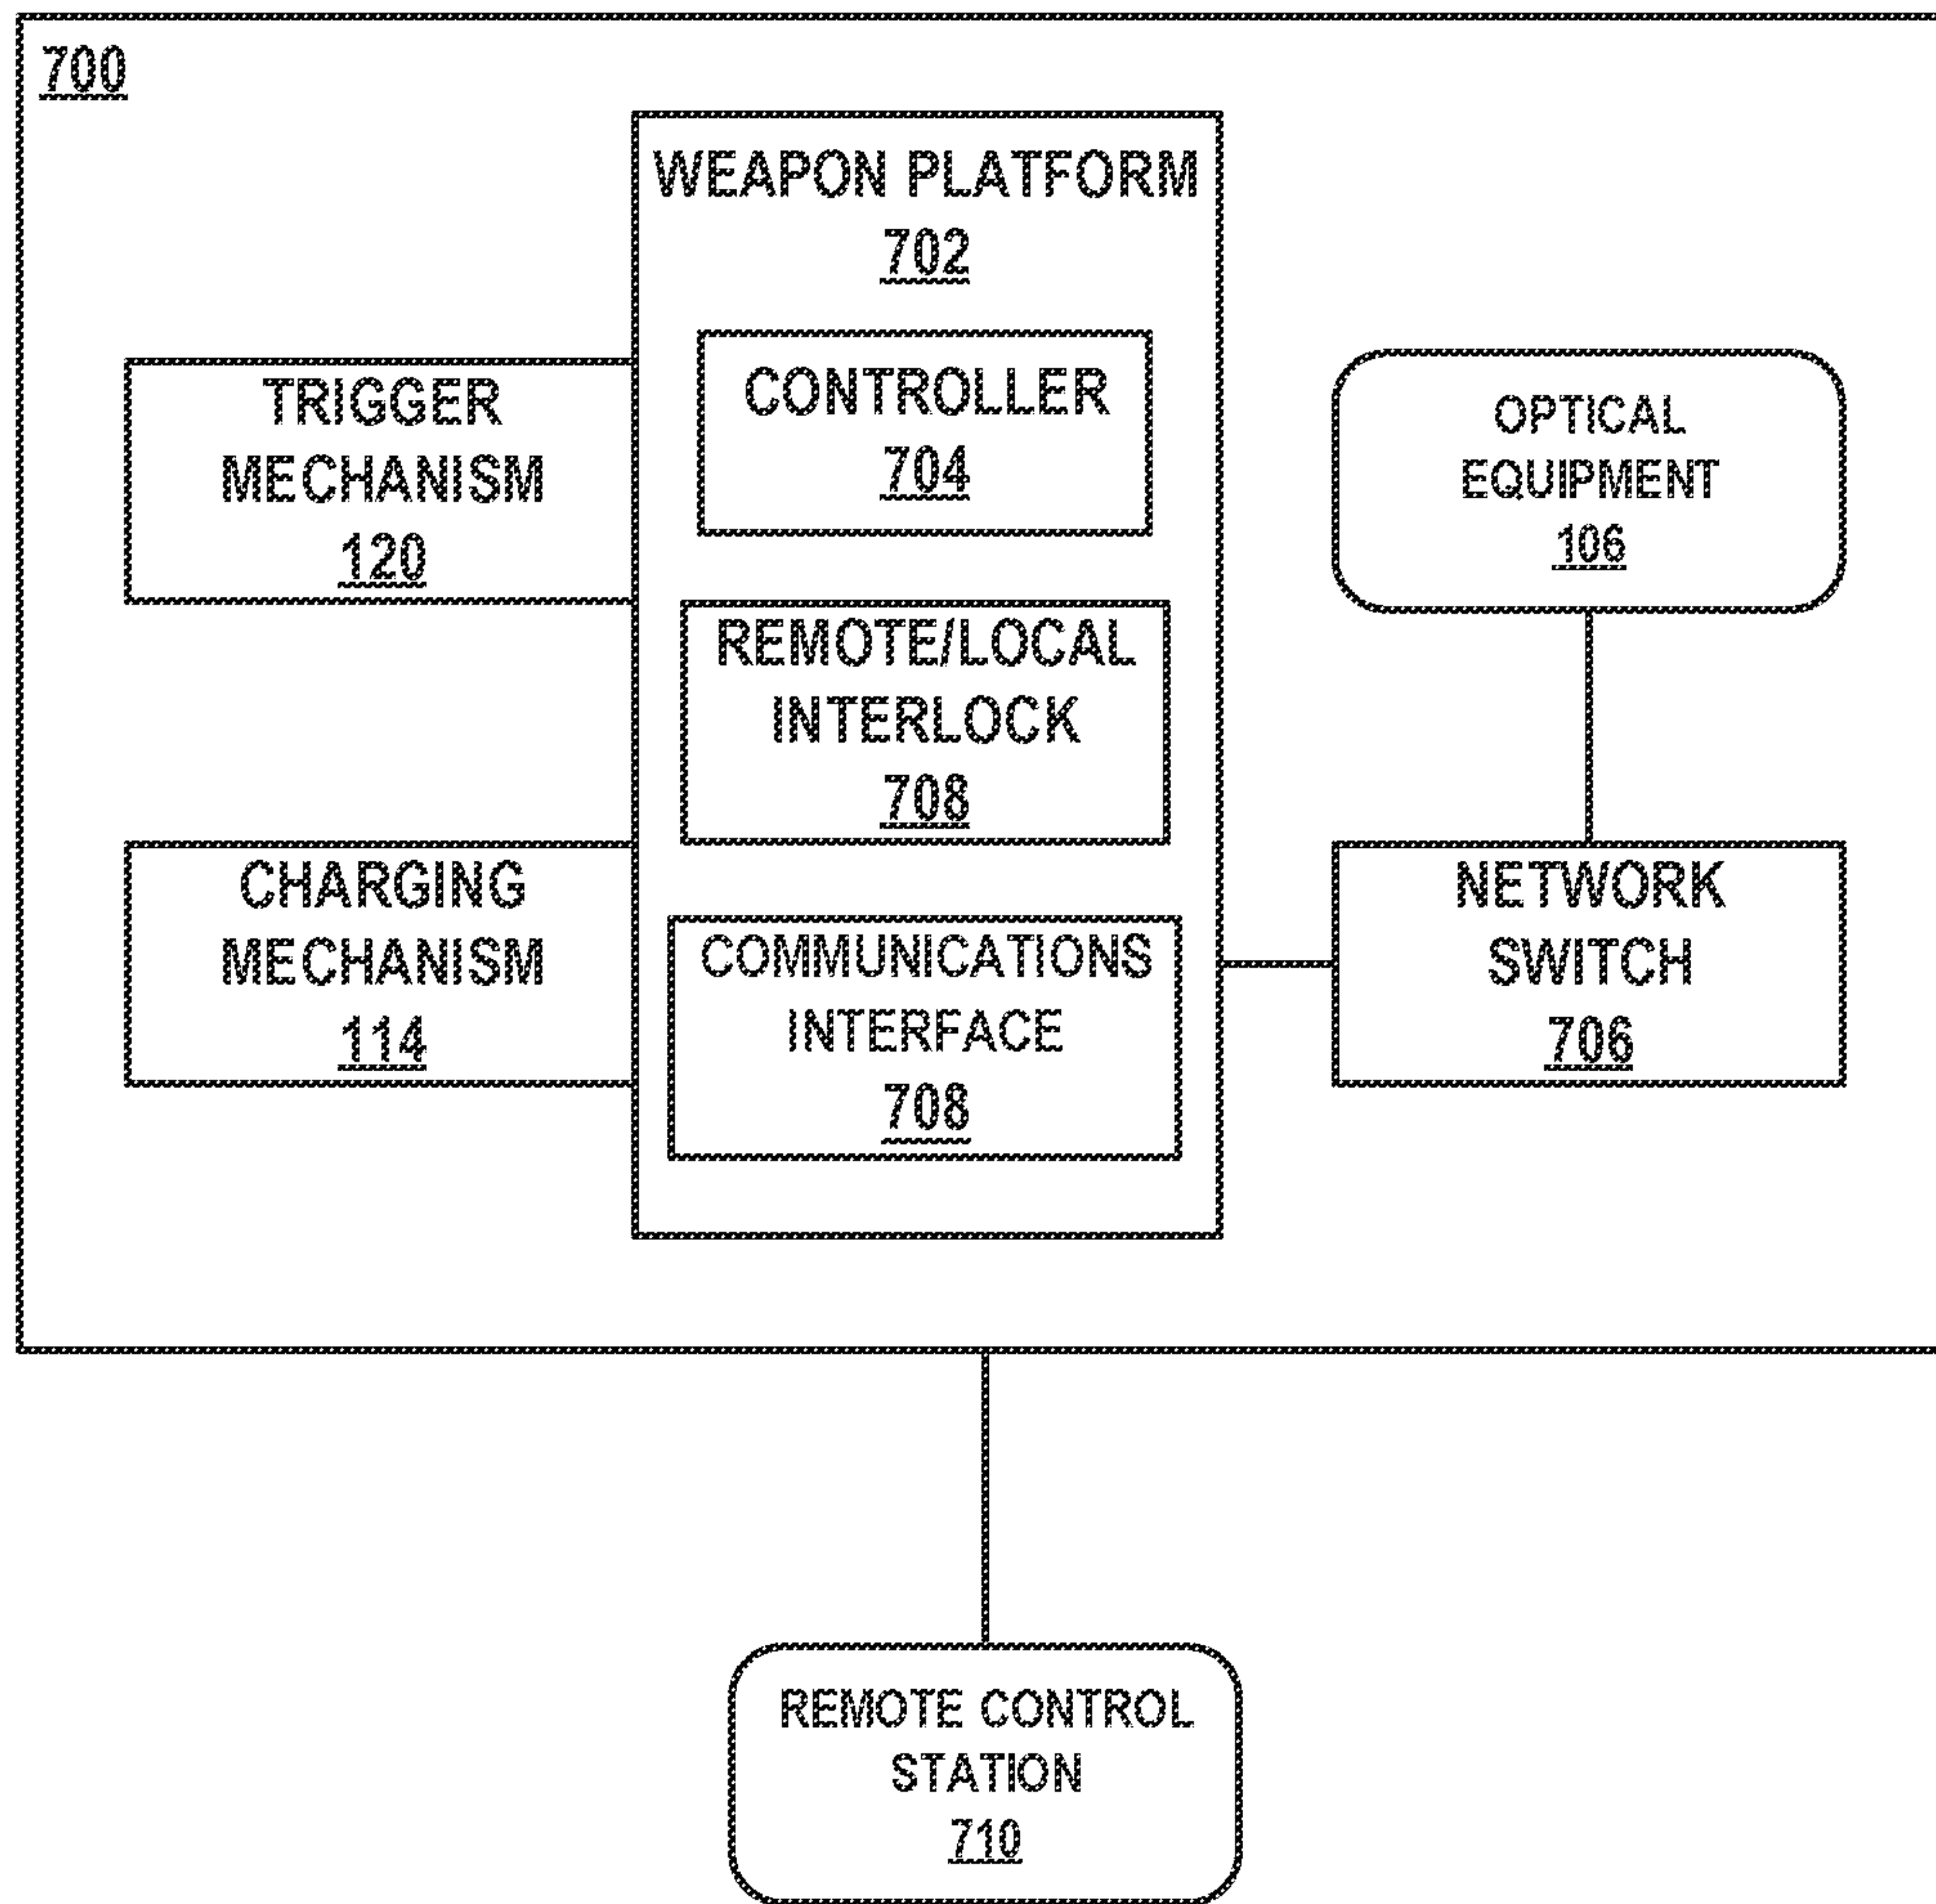 700
WEAPON PLATFORM
702
CONTROLLER
704
REMOTE/LOCAL
INTERLOCK
708
COMMUNICATIONS
INTERFACE
708
TRIGGER
MECHANISM
120
CHARGING
MECHANISM
114
OPTICAL
EQUIPMENT
106
NETWORK
SWITCH
706
REMOTE CONTROL
STATION
710